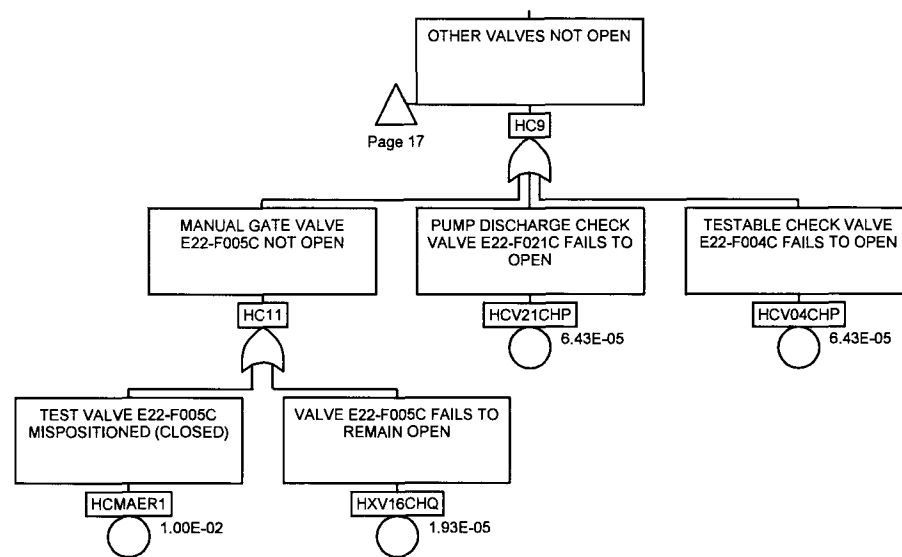 OTHER VALVES NOT OPEN
Page 17
HC9
MANUAL GATE VALVE
E22-F005C NOT OPEN
HC11
PUMP DISCHARGE CHECK
VALVE E22-F021C FAILS TO
OPEN
HCV21CHP
6.43E-05
TESTABLE CHECK VALVE
E22-F004C FAILS TO OPEN
HCV04CHP
6.43E-05
TEST VALVE E22-F005C
MISPOSITIONED (CLOSED)
HCMAER1
1.00E-02
VALVE E22-F005C FAILS TO
REMAIN OPEN
HXV16CHQ
1.93E-05